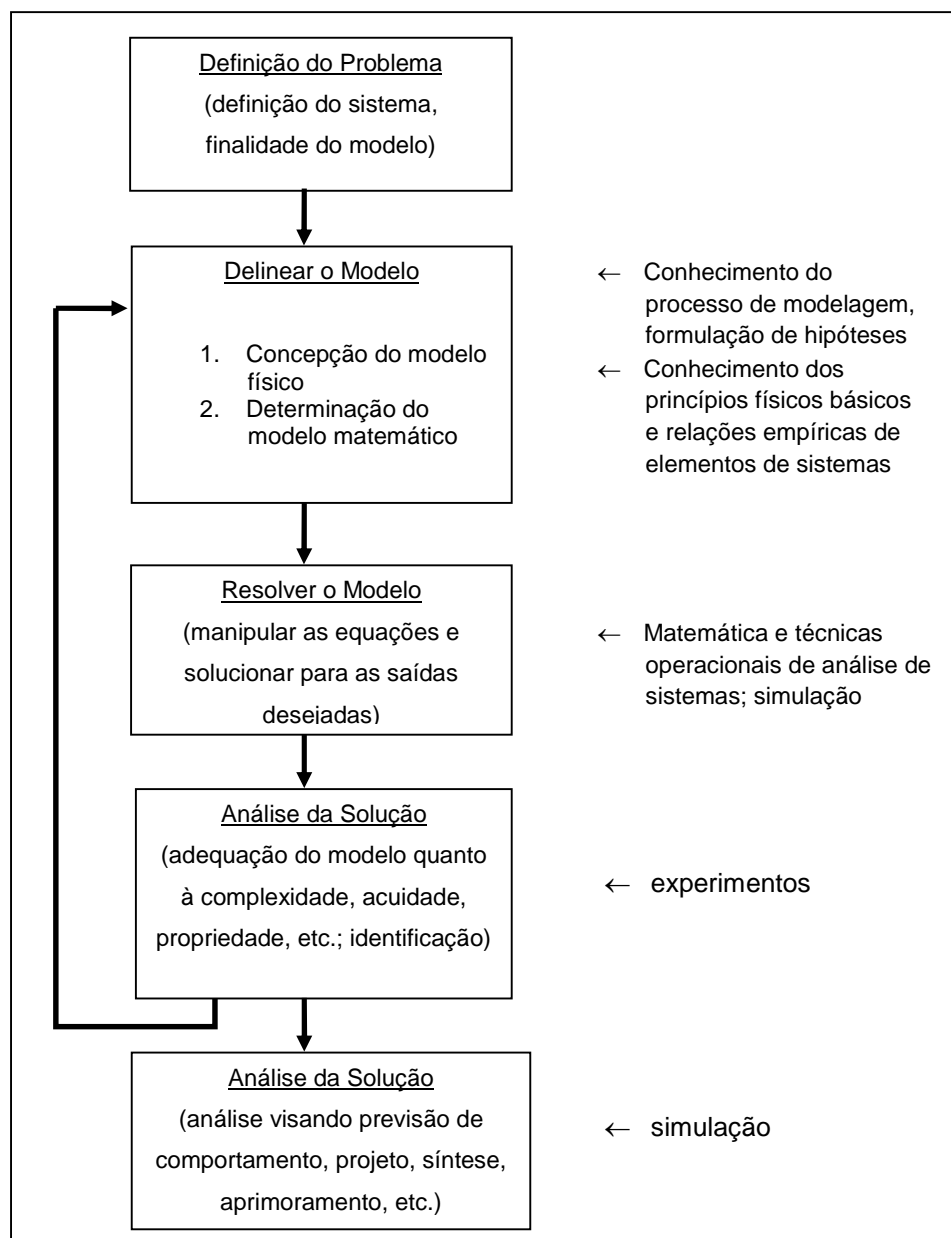 Definição do Problema
(definição do sistema,
finalidade do modelo)
Delinear o Modelo
1. Concepção do modelo
físico
2. Determinação do
modelo matemático
← Conhecimento do
processo de modelagem,
formulação de hipóteses
← Conhecimento dos
princípios físicos básicos
e relações empíricas de
elementos de sistemas
Resolver o Modelo
(manipular as equações e
solucionar para as saídas
desejadas)
← Matemática e técnicas
operacionais de análise de
sistemas; simulação
Análise da Solução
(adequação do modelo quanto
à complexidade, acuidade,
propriedade, etc.; identificação)
← experimentos
Análise da Solução
(análise visando previsão de
comportamento, projeto, síntese,
aprimoramento, etc.)
← simulação